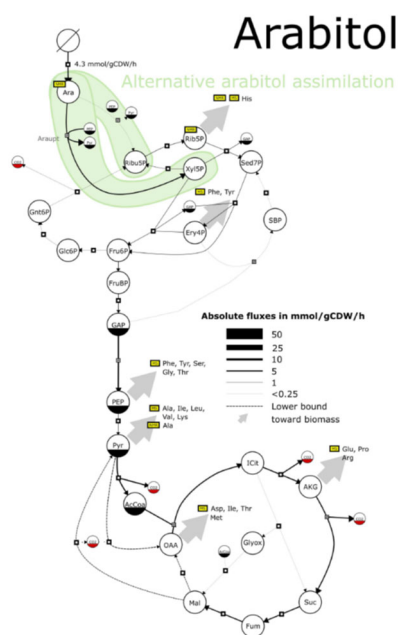 Arabitol
4.3 mmol/gCDW/h
Alternative arabitol assimilation
Ara
His
Araupt
Rib5P
Ribu5P
Xyl5P
Sed7P
Phe, Tyr
Gnt6P
SBP
Ery4P
Glc6P
Fru6P
FruBP
Absolute fluxes in mmol/gCDW/h
GAP
50
25
10
5
1
<0.25
Lower bound
toward biomass
Phe, Tyr, Ser,
Gly, Thr
PEP
Ala, Ile, Leu,
Val, Lys
Ala
Pyr
Glu, Pro
Arg
ICit
AKG
AcCoa
Asp, Ile, Thr
Met
OAA
Glyox
Mal
Suc
Fum